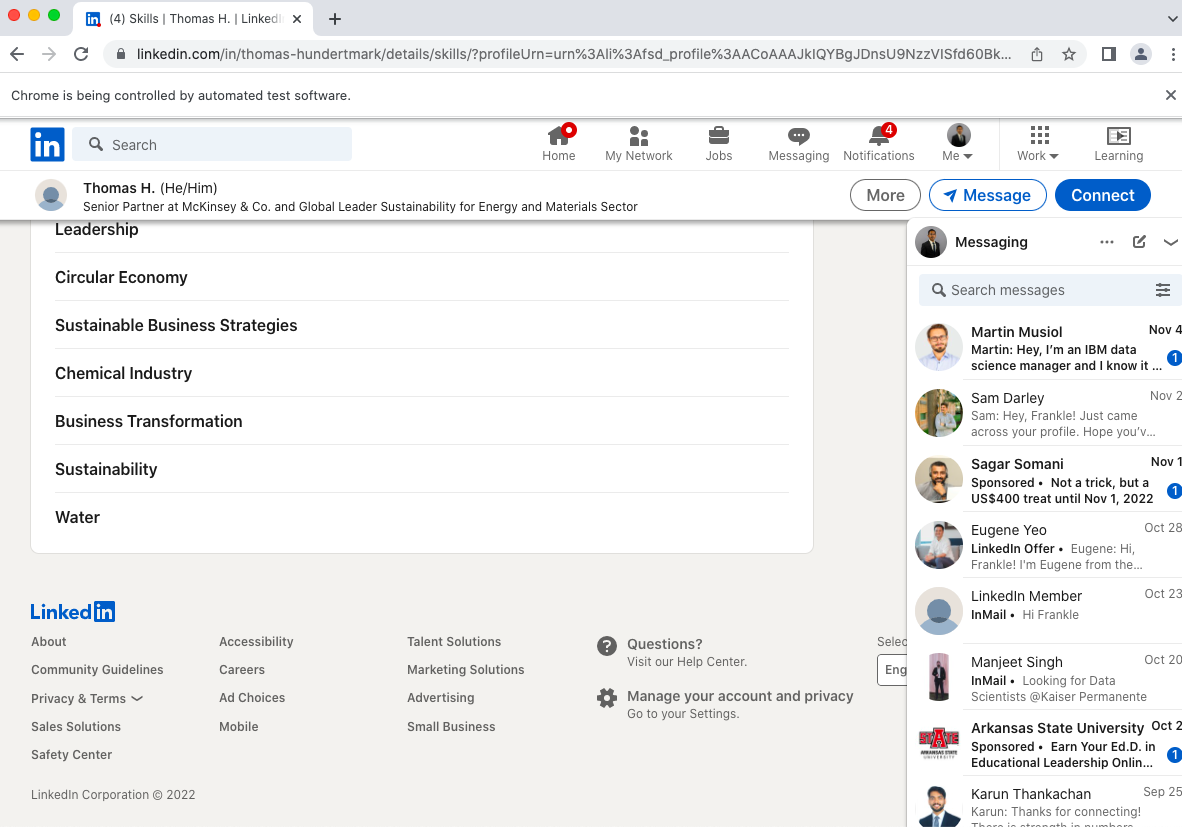 (4) Skills | Thomas H. | LinkedIn
linkedin.com/in/thomas-hundertmark/details/skills/?profileUrn=urn%3Ali%3Afsd_profile%3AACoAAAJkIQYBgJDnsU9NzzVISfd60Bk...
Chrome is being controlled by automated test software.
in
Search
Home
My Network
Jobs
Messaging
4
Notifications
Me
Work
Learning
Thomas H. (He/Him)
Senior Partner at McKinsey & Co. and Global Leader Sustainability for Energy and Materials Sector
More
Message
Connect
Leadership
Circular Economy
Sustainable Business Strategies
Chemical Industry
Business Transformation
Sustainability
Water
Messaging
Search messages
Martin Musiol
Nov 4
Martin: Hey, I’m an IBM data
science manager and I know it ...
1
Sam Darley
Nov 2
Sam: Hey, Frankle! Just came
across your profile. Hope you’v...
Sagar Somani
Nov 1
Sponsored • Not a trick, but a
US$400 treat until Nov 1, 2022
1
Eugene Yeo
Oct 28
LinkedIn Offer • Eugene: Hi,
Frankle! I'm Eugene from the...
LinkedIn Member
Oct 23
InMail • Hi Frankle
Manjeet Singh
Oct 20
InMail • Looking for Data
Scientists @Kaiser Permanente
Arkansas State University
Oct 2
Sponsored • Earn Your Ed.D. in
Educational Leadership Onlin...
1
STATE
ARKANSAS STATE
UNIVERSITY
Karun Thankachan
Sep 25
Karun: Thanks for connecting!
There is strength in numbers
LinkedIn
About
Accessibility
Talent Solutions
Community Guidelines
Careers
Marketing Solutions
Privacy & Terms
Ad Choices
Advertising
Sales Solutions
Mobile
Small Business
Safety Center
Questions?
Visit our Help Center.
Manage your account and privacy
Go to your Settings.
Selec
Eng
LinkedIn Corporation © 2022